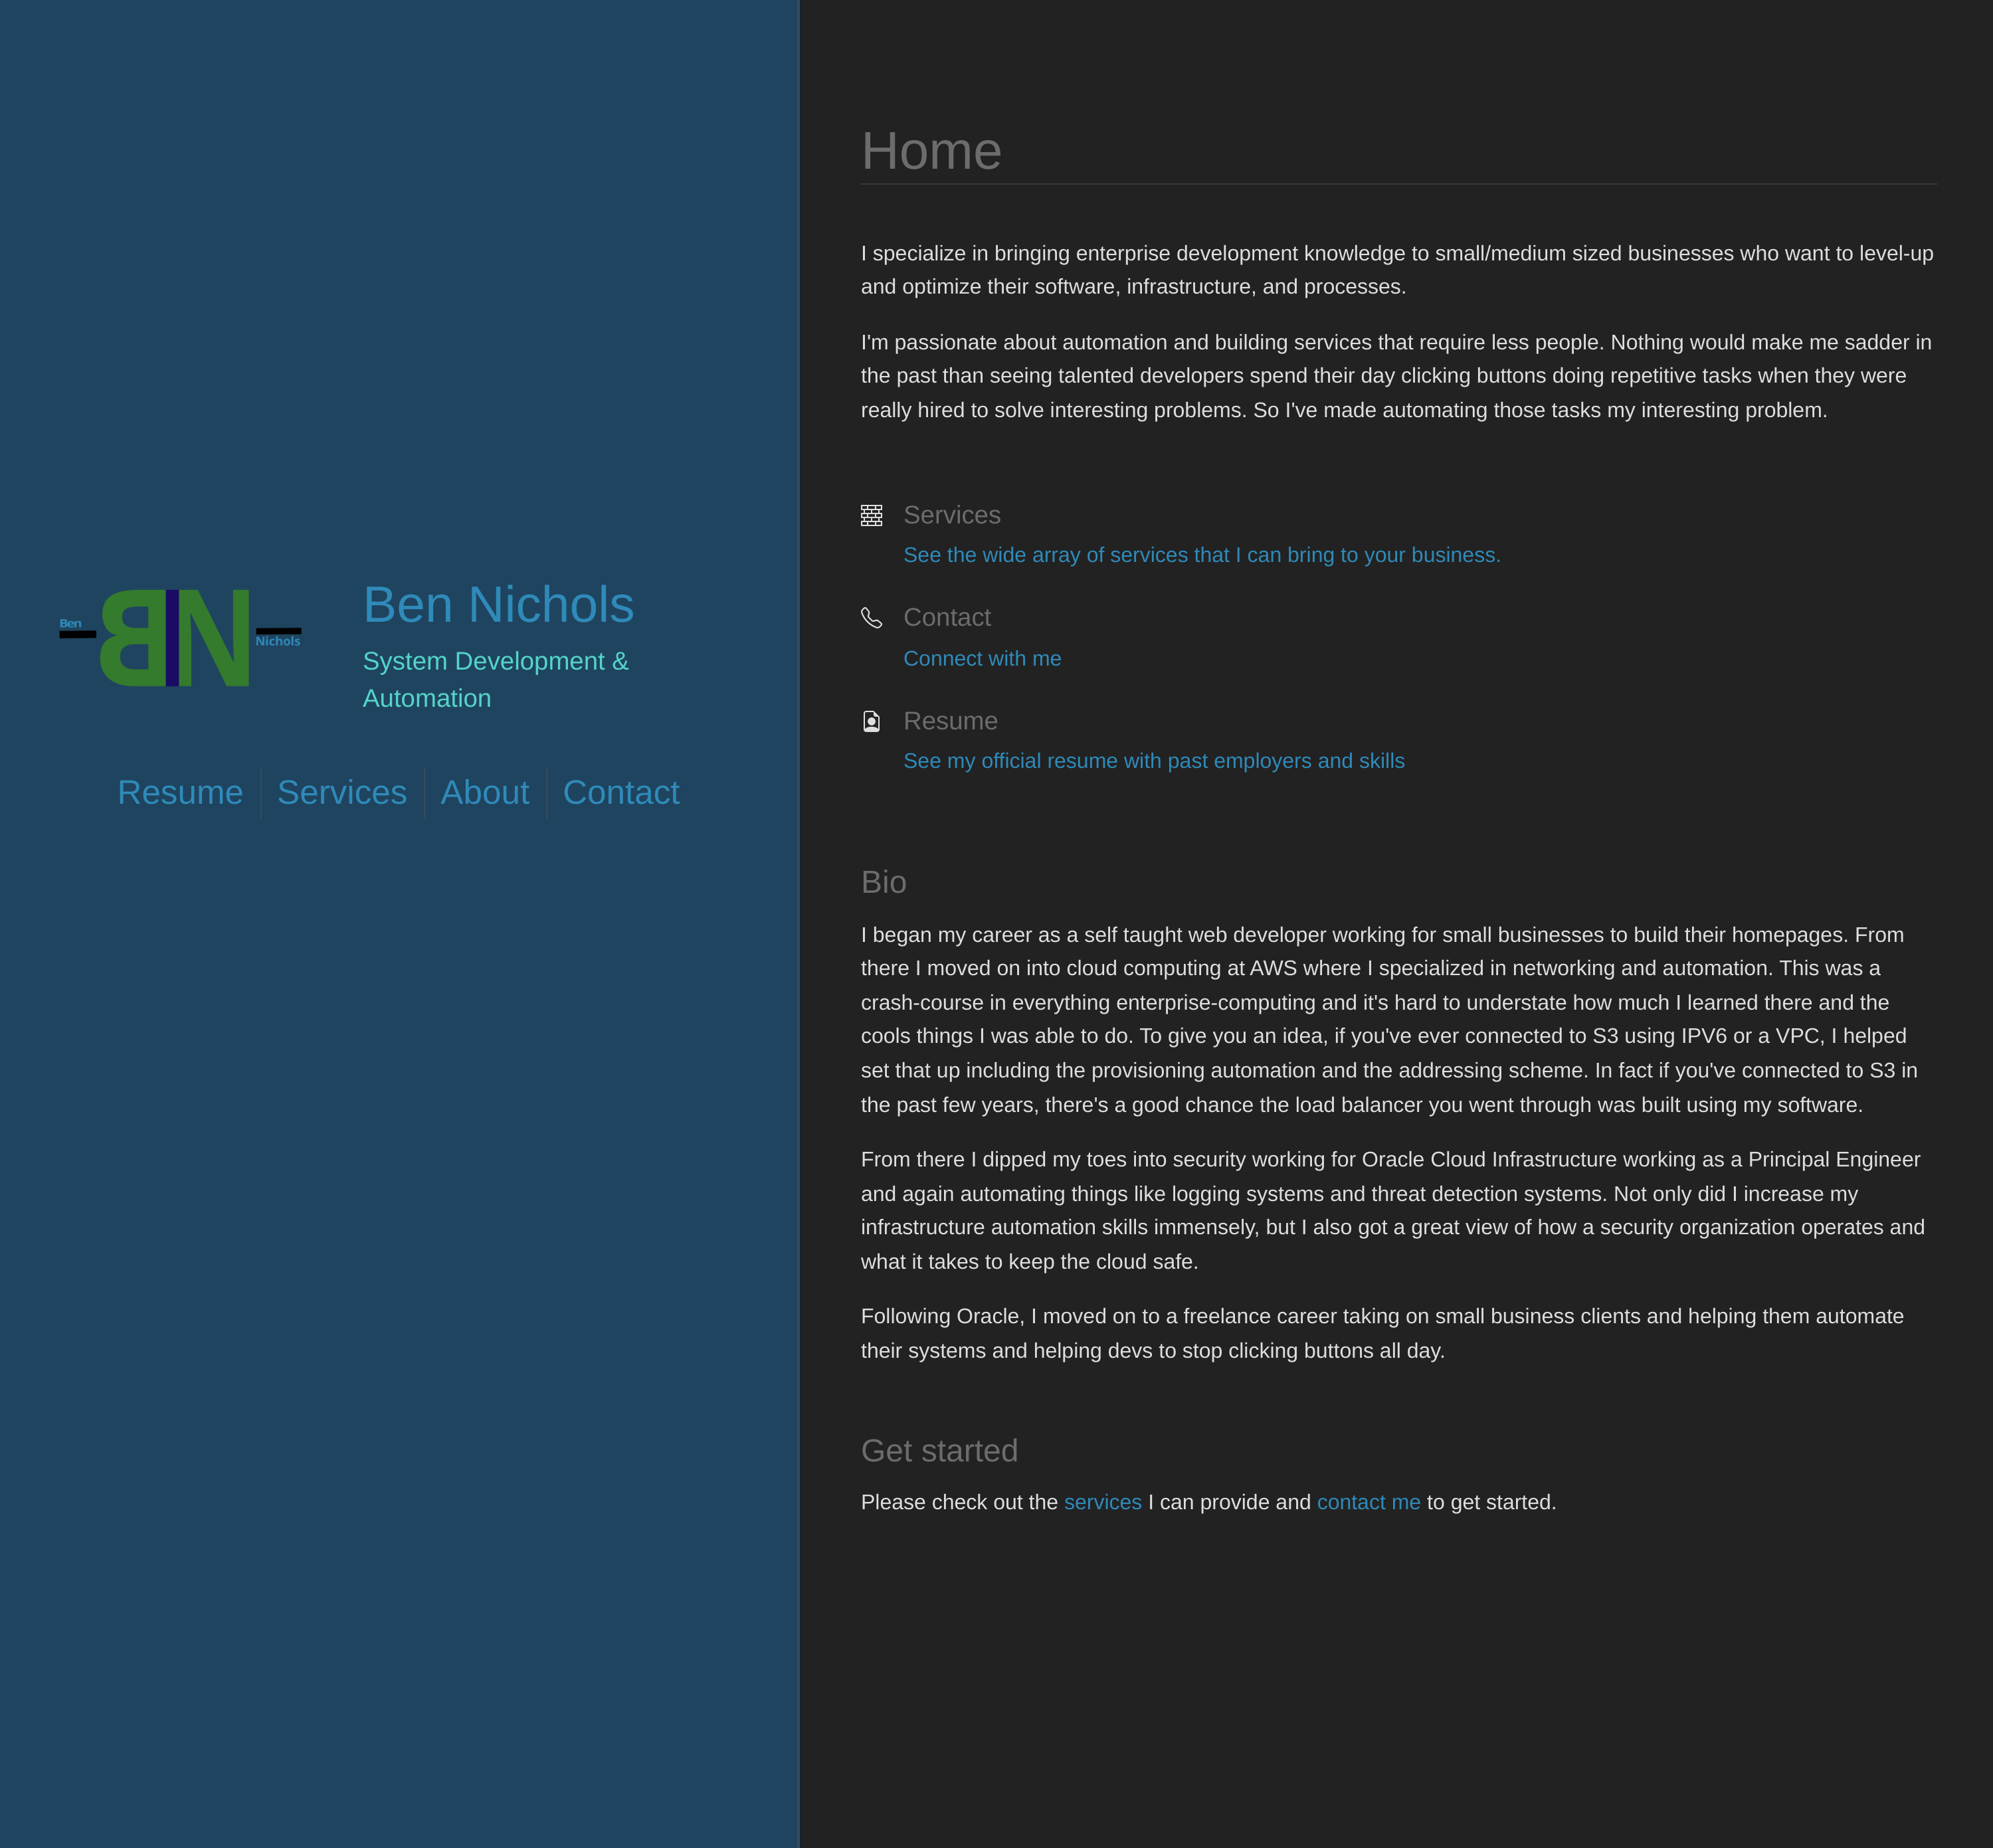 Ben
BN
Nichols
Ben Nichols
System Development &
Automation
Resume
Services
About
Contact
Home
I specialize in bringing enterprise development knowledge to small/medium sized businesses who want to level-up
and optimize their software, infrastructure, and processes.
I'm passionate about automation and building services that require less people. Nothing would make me sadder in
the past than seeing talented developers spend their day clicking buttons doing repetitive tasks when they were
really hired to solve interesting problems. So I've made automating those tasks my interesting problem.
Services
See the wide array of services that I can bring to your business.
Contact
Connect with me
Resume
See my official resume with past employers and skills
Bio
I began my career as a self taught web developer working for small businesses to build their homepages. From
there I moved on into cloud computing at AWS where I specialized in networking and automation. This was a
crash-course in everything enterprise-computing and it's hard to understate how much I learned there and the
cools things I was able to do. To give you an idea, if you've ever connected to S3 using IPV6 or a VPC, I helped
set that up including the provisioning automation and the addressing scheme. In fact if you've connected to S3 in
the past few years, there's a good chance the load balancer you went through was built using my software.
From there I dipped my toes into security working for Oracle Cloud Infrastructure working as a Principal Engineer
and again automating things like logging systems and threat detection systems. Not only did I increase my
infrastructure automation skills immensely, but I also got a great view of how a security organization operates and
what it takes to keep the cloud safe.
Following Oracle, I moved on to a freelance career taking on small business clients and helping them automate
their systems and helping devs to stop clicking buttons all day.
Get started
Please check out the services I can provide and contact me to get started.